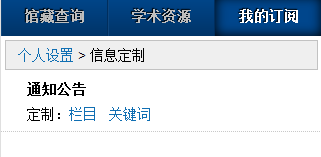 馆藏查询 学术资源 我的订阅
个人设置 > 信息定制
通知公告
定制：栏目 关键词